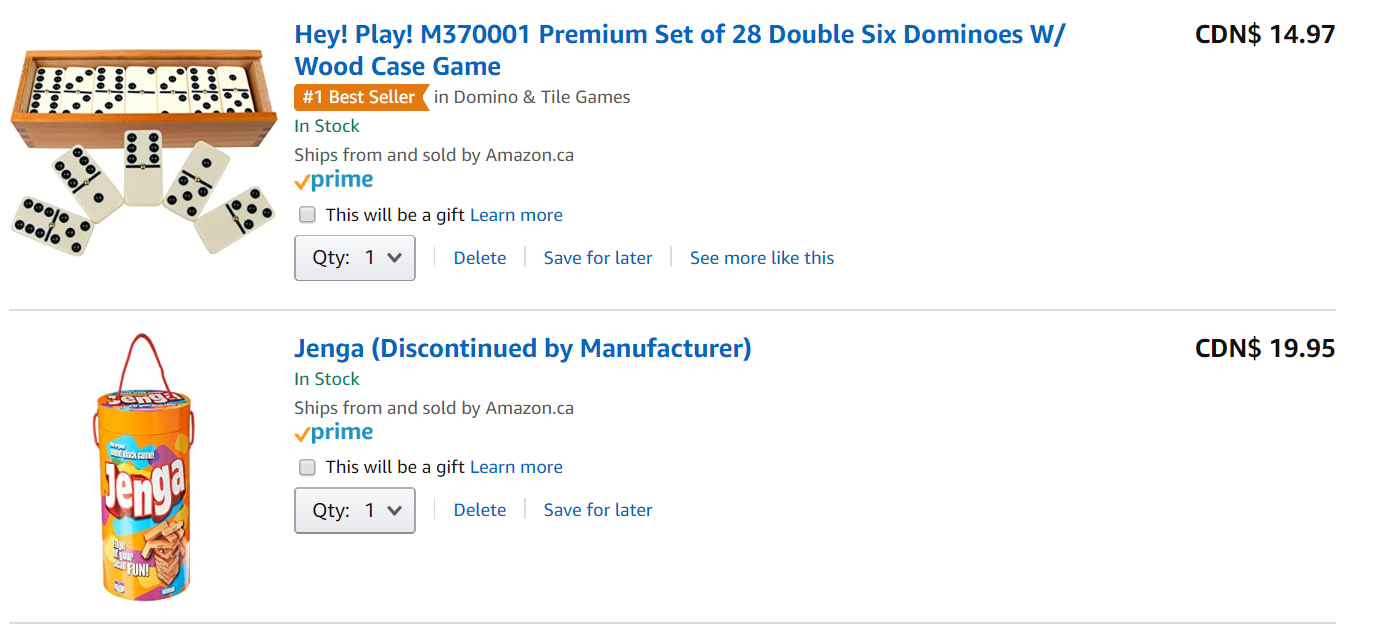 Hey! Play! M370001 Premium Set of 28 Double Six Dominoes W/
Wood Case Game
CDN$ 14.97
#1 Best Seller in Domino & Tile Games
In Stock
Ships from and sold by Amazon.ca
prime
This will be a gift Learn more
Qty: 1
Delete
Save for later
See more like this
Jenga (Discontinued by Manufacturer)
CDN$ 19.95
In Stock
Ships from and sold by Amazon.ca
prime
This will be a gift Learn more
Qty: 1
Delete
Save for later
Jenga
Jenga
FUN!